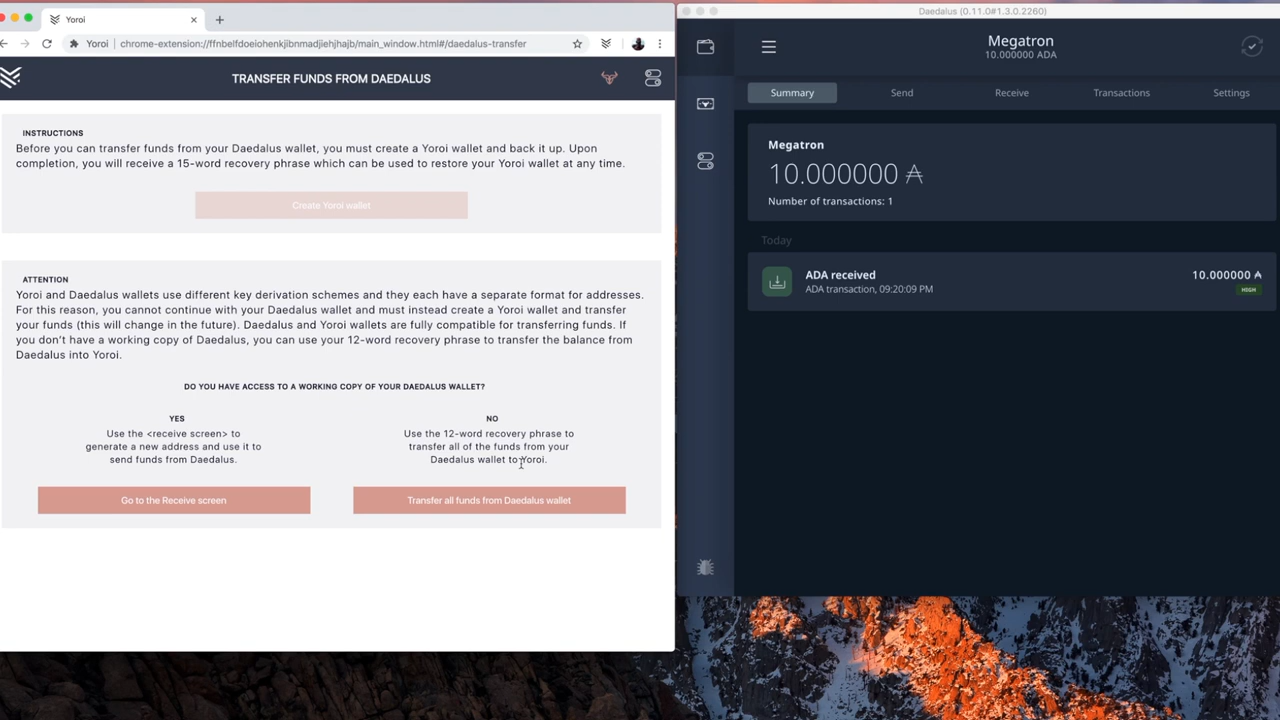 Yoroi
Yoroi
chrome-extension://ffnbelfdoeiohenkjibnmadjiehjhajb/main_window.html#/daedalus-transfer
TRANSFER FUNDS FROM DAEDALUS
INSTRUCTIONS
Before you can transfer funds from your Daedalus wallet, you must create a Yoroi wallet and back it up. Upon
completion, you will receive a 15-word recovery phrase which can be used to restore your Yoroi wallet at any time.
Create Yoroi wallet
ATTENTION
Yoroi and Daedalus wallets use different key derivation schemes and they each have a separate format for addresses.
For this reason, you cannot continue with your Daedalus wallet and must instead create a Yoroi wallet and transfer
your funds (this will change in the future). Daedalus and Yoroi wallets are fully compatible for transferring funds. If
you don't have a working copy of Daedalus, you can use your 12-word recovery phrase to transfer the balance from
Daedalus into Yoroi.
DO YOU HAVE ACCESS TO A WORKING COPY OF YOUR DAEDALUS WALLET?
YES
Use the <receive screen> to
generate a new address and use it to
send funds from Daedalus.
Go to the Receive screen
NO
Use the 12-word recovery phrase to
transfer all of the funds from your
Daedalus wallet to Yoroi.
Transfer all funds from Daedalus wallet
Daedalus (0.11.0#1.3.0.2260)
Megatron
10.000000 ADA
Summary
Send
Receive
Transactions
Settings
Megatron
10.000000 ₳
Number of transactions: 1
Today
ADA received
10.000000 ₳
ADA transaction, 09:20:09 PM
HIGH